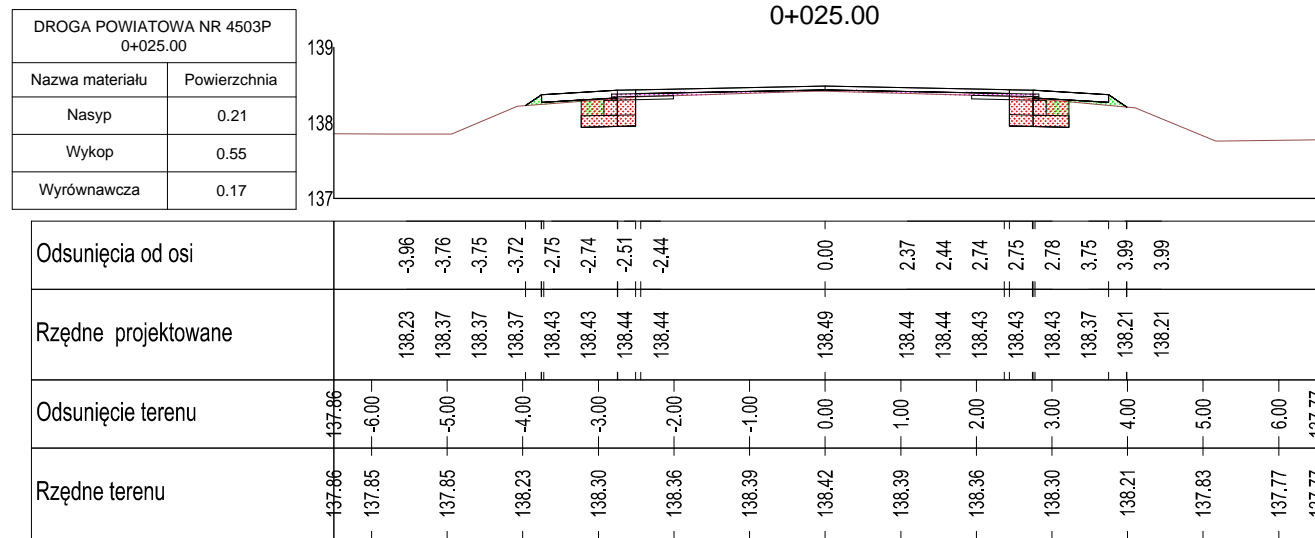 0+025.00
DROGA POWIATOWA NR 4503P
0+025.00
Nazwa materiału Powierzchnia
Nasyp 0.21
Wykop 0.55
Wyrównawcza 0.17
139
138
137
Odsunięcia od osi -3.96 -3.76 -3.75 -3.72 -2.75 -2.74 -2.51 -2.44 0.00 2.37 2.44 2.74 2.75 2.78 3.75 3.99 3.99
Rzędne projektowane 138.23 138.37 138.37 138.37 138.43 138.43 138.44 138.44 138.49 138.44 138.44 138.43 138.43 138.43 138.37 138.21 138.21
Odsunięcie terenu 137.86 -6.00 -5.00 -4.00 -3.00 -2.00 -1.00 0.00 1.00 2.00 3.00 4.00 5.00 6.00 137.77
Rzędne terenu 137.86 137.85 137.85 138.23 138.30 138.36 138.39 138.42 138.39 138.36 138.30 138.21 137.83 137.77 137.77